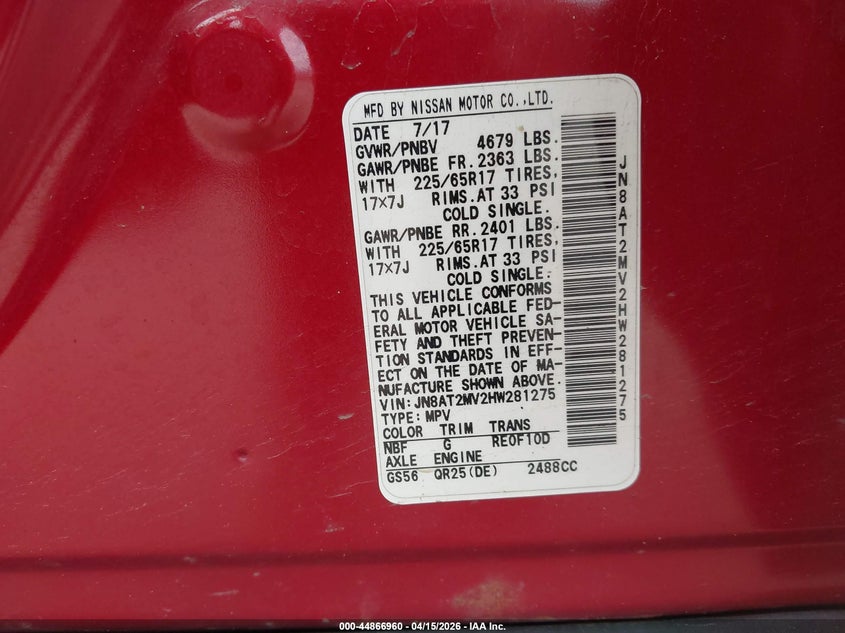 MFD BY NISSAN MOTOR CO.,LTD.
DATE 7/17
GVWR/PNBV 4679 LBS.
GAWR/PNBE FR. 2363 LBS.
WITH 225/65R17 TIRES,
17×7J RIMS.AT 33 PSI
COLD SINGLE.
GAWR/PNBE RR. 2401 LBS.
WITH 225/65R17 TIRES,
17×7J RIMS.AT 33 PSI
COLD SINGLE.
THIS VEHICLE CONFORMS
TO ALL APPLICABLE FED-
ERAL MOTOR VEHICLE SA-
FETY AND THEFT PREVEN-
TION STANDARDS IN EFF-
ECT ON THE DATE OF MA-
NUFACTURE SHOWN ABOVE.
VIN: JN8AT2MV2HW281275
TYPE: MPV
COLOR TRIM TRANS
NBF G RE0F10D
AXLE ENGINE
GS56 QR25(DE) 2488CC
JN8AT2MV2HW281275
000-44866960 - 04/15/2026 - IAA Inc.